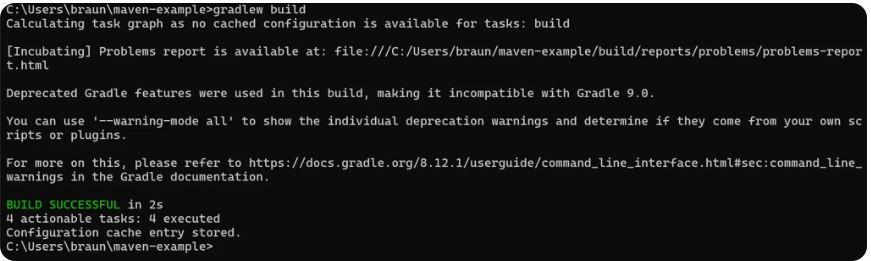 C:\Users\braun\maven-example>gradlew build
Calculating task graph as no cached configuration is available for tasks: build
[Incubating] Problems report is available at: file:///C:/Users/braun/maven-example/build/reports/problems/problems-repor
t.html
Deprecated Gradle features were used in this build, making it incompatible with Gradle 9.0.
You can use '--warning-mode all' to show the individual deprecation warnings and determine if they come from your own sc
ripts or plugins.
For more on this, please refer to https://docs.gradle.org/8.12.1/userguide/command_line_interface.html#sec:command_line_
warnings in the Gradle documentation.
BUILD SUCCESSFUL in 2s
4 actionable tasks: 4 executed
Configuration cache entry stored.
C:\Users\braun\maven-example>